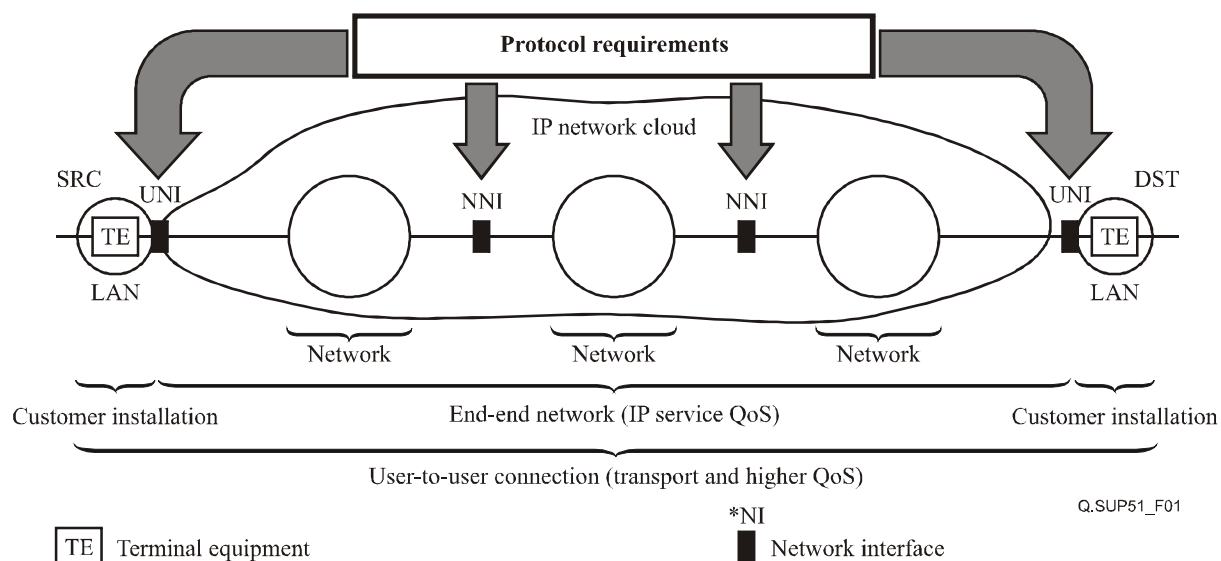 Protocol requirements
IP network cloud
SRC
UNI
NNI
NNI
UNI
DST
TE
TE
LAN
LAN
Network
Network
Network
Customer installation
End-end network (IP service QoS)
Customer installation
User-to-user connection (transport and higher QoS)
Q.SUP51_F01
TE Terminal equipment
*NI
Network interface